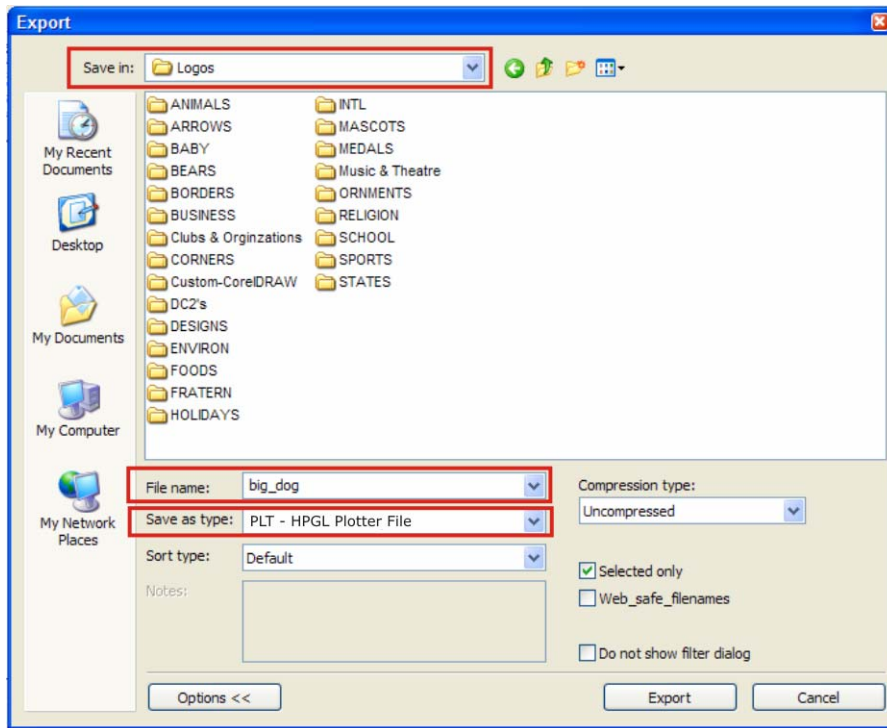 Export
Save in:
Logos
My Recent
Documents
Desktop
My Documents
My Computer
My Network
Places
ANIMALS
ARROWS
BABY
BEARS
BORDERS
BUSINESS
Clubs & Orginzations
CORNERS
Custom-CorelDRAW
DC2's
DESIGNS
ENVIRON
FOODS
FRATERN
HOLIDAYS
INTL
MASCOTS
MEDALS
Music & Theatre
ORNMENTS
RELIGION
SCHOOL
SPORTS
STATES
File name:
big_dog
Save as type:
PLT - HPGL Plotter File
Sort type:
Default
Notes:
Compression type:
Uncompressed
Selected only
Web_safe_filenames
Do not show filter dialog
Options <<
Export
Cancel